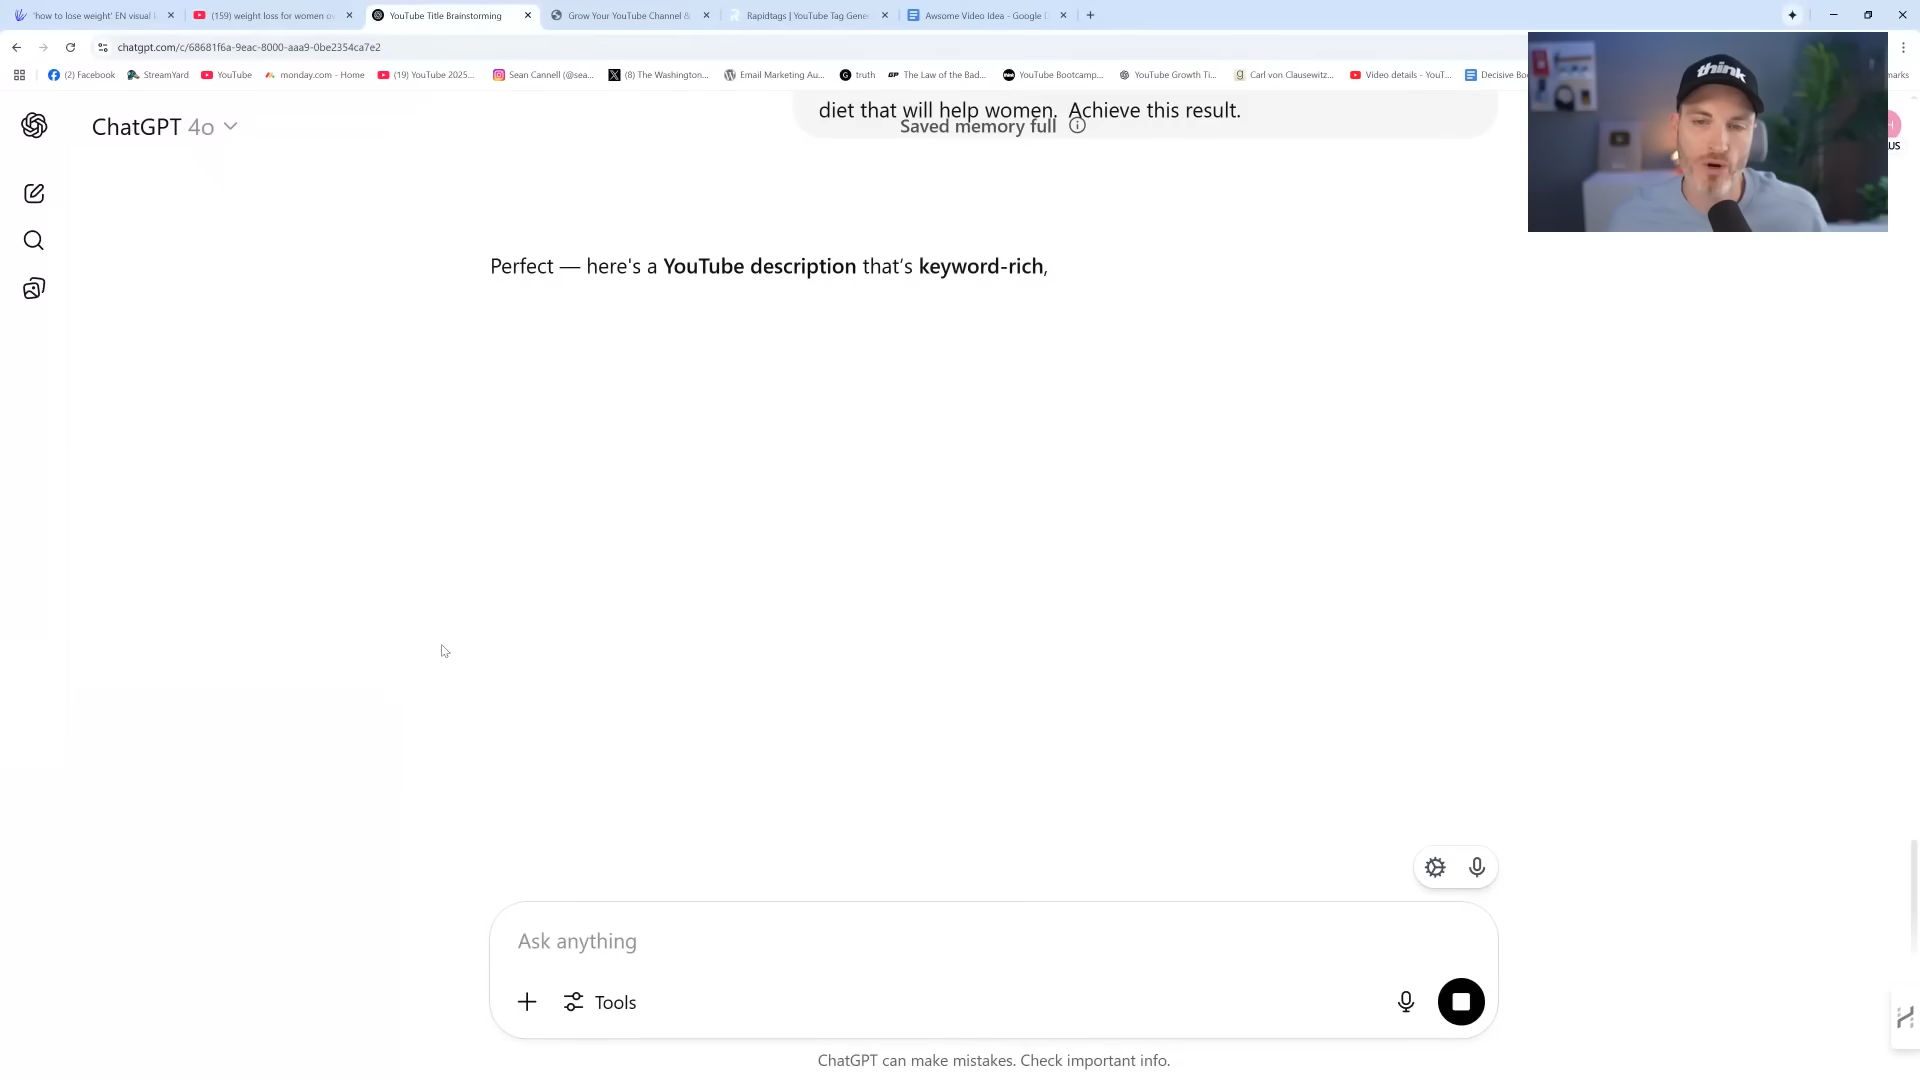 'how to lose weight' EN visual
(159) weight loss for women ov
YouTube Title Brainstorming
Grow Your YouTube Channel &
Rapidtags | YouTube Tag Gene
Awsome Video Idea - Google D
chatgpt.com/c/68681f6a-9eac-8000-aaa9-0be2354ca7e2
(2) Facebook
StreamYard
YouTube
monday.com - Home
(19) YouTube 2025...
Sean Cannell (@sea...
(8) The Washington...
Email Marketing Au...
truth
The Law of the Bad...
YouTube Bootcamp...
YouTube Growth Ti...
Carl von Clausewitz...
Video details - YouT...
Decisive Bo
marks
think
ChatGPT 4o
diet that will help women.  Achieve this result.
Saved memory full
US
Perfect — here's a YouTube description that's keyword-rich,
Ask anything
Tools
ChatGPT can make mistakes. Check important info.